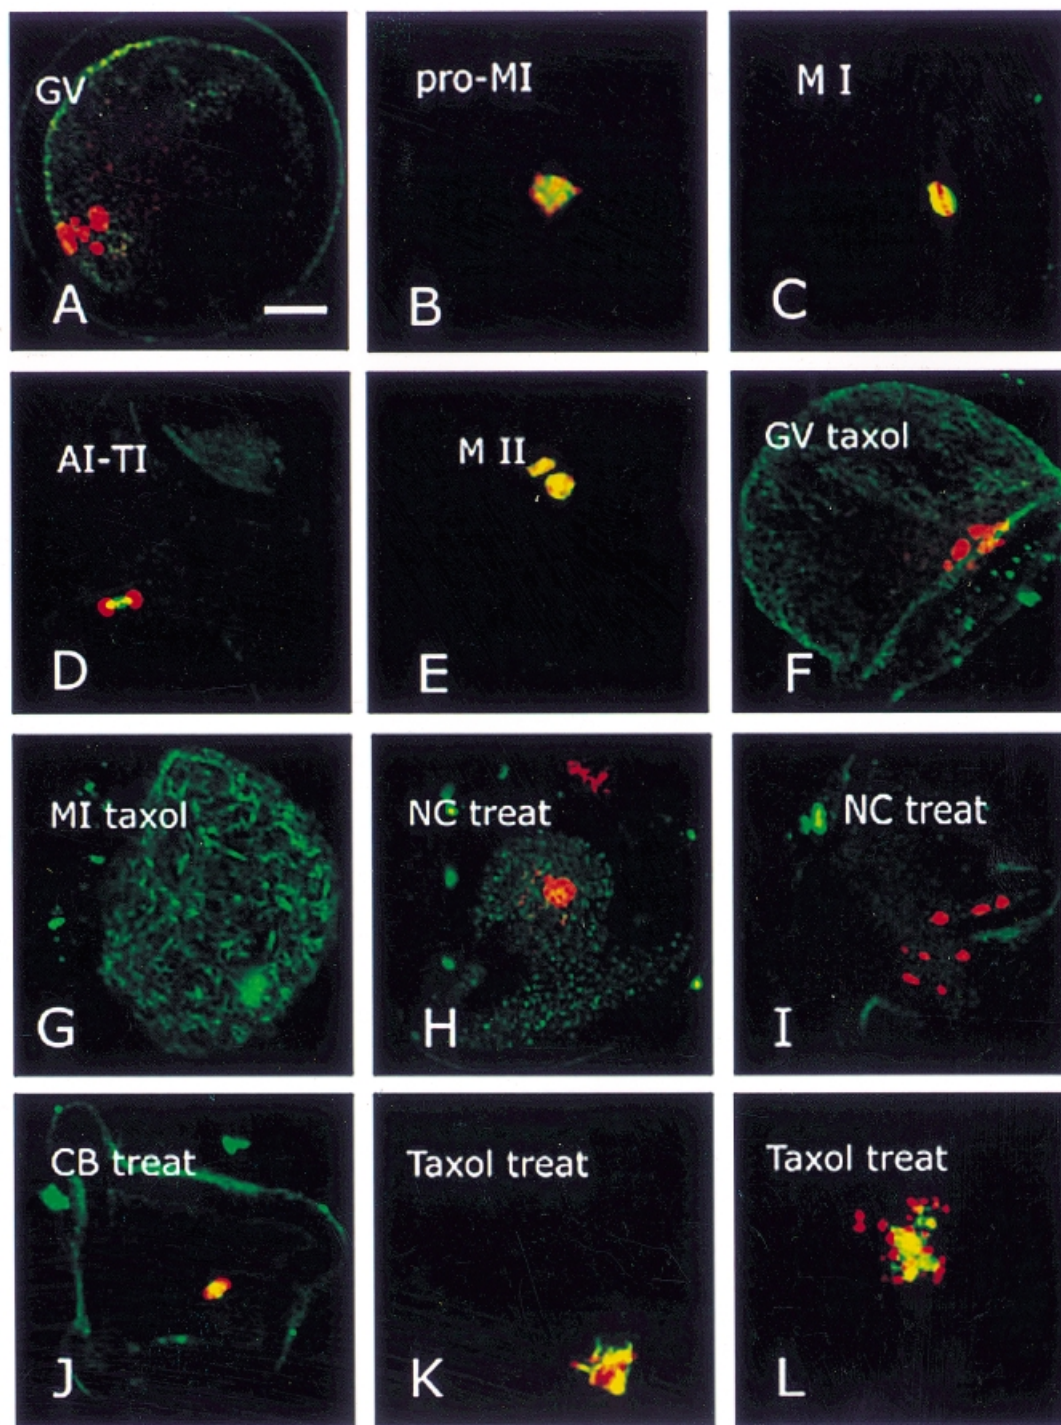 GV
A
pro-MI
B
M I
C
AI-TI
D
M II
E
GV taxol
F
MI taxol
G
NC treat
H
NC treat
I
CB treat
J
Taxol treat
K
Taxol treat
L